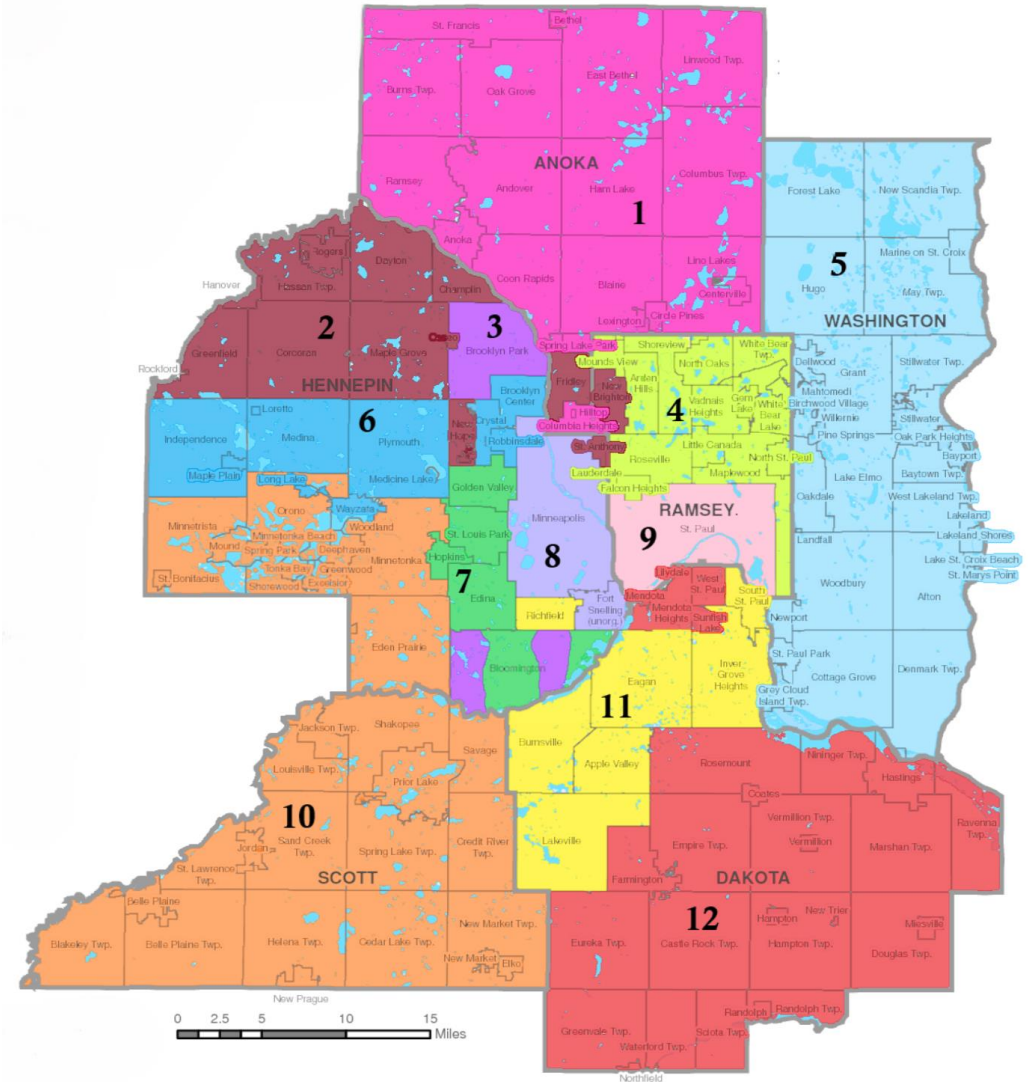 St. Francis
Bethel
Linwood Twp.
East Bethel
Burns Twp.
Oak Grove
ANOKA
Columbus Twp.
Ramsey
Andover
Ham Lake
1
Forest Lake
New Scandia Twp.
Anoka
Rogers
Dayton
Lino Lakes
5
Marine on St. Croix
Hanover
Hassan Twp.
Coon Rapids
Blaine
Centerville
Hugo
May Twp.
Champlin
Lexington
Circle Pines
WASHINGTON
2
3
Greenfield
Corcoran
Maple Grove
Osseo
Brooklyn Park
Spring Lake Park
Shoreview
White Bear
Twp.
Mounds View
North Oaks
Dellwood
Stillwater Twp.
Rockford
Grant
HENNEPIN
Fridley
New
Brighton
Arden
Hills
Vadnais
Heights
Gem
Lake
White
Bear
Lake
Mahtomedi
Birchwood Village
Brooklyn
Center
4
Willernie
Stillwater
Loretto
6
Hilltop
Columbia Heights
New
Hope
Crystal
Robbinsdale
Pine Springs
Oak Park Heights
Independence
Medina
Plymouth
St. Anthony
Little Canada
Bayport
Roseville
North St. Paul
Maple Plain
Long Lake
Medicine Lake
Golden Valley
Lauderdale
Maplewood
Lake Elmo
Baytown Twp.
Falcon Heights
Oakdale
West Lakeland Twp.
Orono
Wayzata
Minneapolis
RAMSEY
St. Paul
Lakeland
Minnetrista
Woodland
Lakeland Shores
Minnetonka Beach
St. Louis Park
Landfall
Mound
Spring Park
Deephaven
Minnetonka
9
Lake St. Croix Beach
Hopkins
8
Tonka Bay
Greenwood
Lilydale
St. Marys Point
St. Bonifacius
Shorewood
Excelsior
7
West
St. Paul
Woodbury
Edina
Fort
Snelling
(unorg.)
Mendota
South
St. Paul
Afton
Richfield
Mendota
Heights
Sunfish
Lake
Newport
Eden Prairie
Bloomington
St. Paul Park
Eagan
Inver
Grove
Heights
Cottage Grove
Denmark Twp.
Grey Cloud
Island Twp.
11
Jackson Twp.
Shakopee
Savage
Burnsville
Apple Valley
Rosemount
Nininger Twp.
Louisville Twp.
Prior Lake
Hastings
Coates
10
Vermillion Twp.
Ravenna
Twp.
Sand Creek
Twp.
Jordan
Spring Lake Twp.
Credit River
Twp.
Lakeville
Empire Twp.
Vermillion
Marshan Twp.
St. Lawrence
Twp.
SCOTT
Farmington
DAKOTA
Belle Plaine
12
New Market Twp.
Hampton
New Trier
Miesville
Blakeley Twp.
Belle Plaine Twp.
Helena Twp.
Cedar Lake Twp.
Eureka Twp.
Castle Rock Twp.
Hampton Twp.
Douglas Twp.
New Market
Elko
New Prague
Randolph
Randolph Twp.
0 2.5 5 10 15
Miles
Greenvale Twp.
Sciota Twp.
Waterford Twp.
Northfield